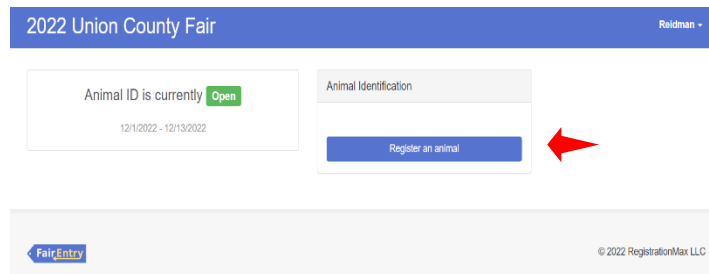 2022 Union County Fair
Reidman
Animal ID is currently Open
12/1/2022 - 12/13/2022
Animal Identification
Register an animal
FairEntry
© 2022 RegistrationMax LLC